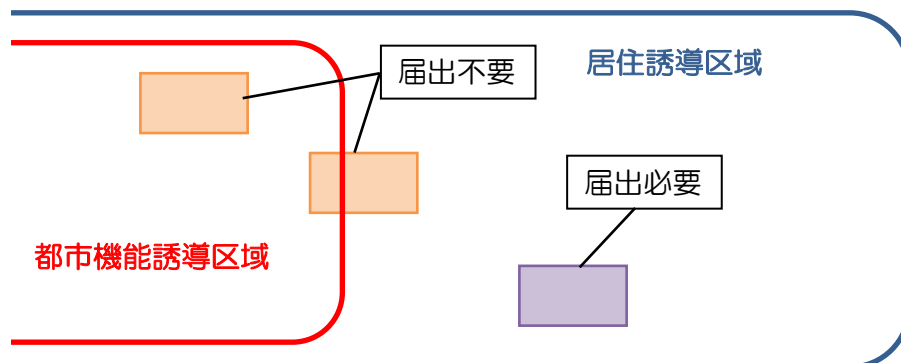 居住誘導区域
届出不要
届出必要
都市機能誘導区域